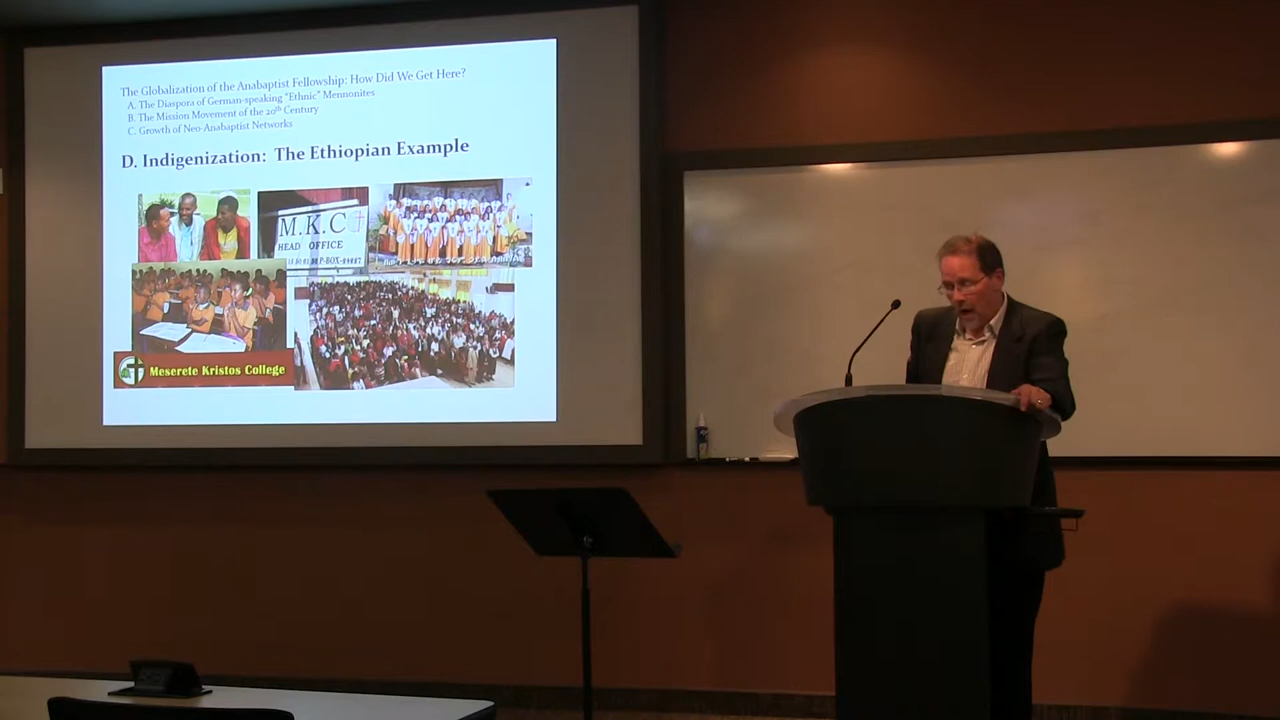 The Globalization of the Anabaptist Fellowship: How Did We Get Here?
A. The Diaspora of German-speaking “Ethnic” Mennonites
B. The Mission Movement of the 20th Century
C. Growth of Neo-Anabaptist Networks
D. Indigenization: The Ethiopian Example
M.K.C
HEAD OFFICE
P-BOX
Meserete Kristos College